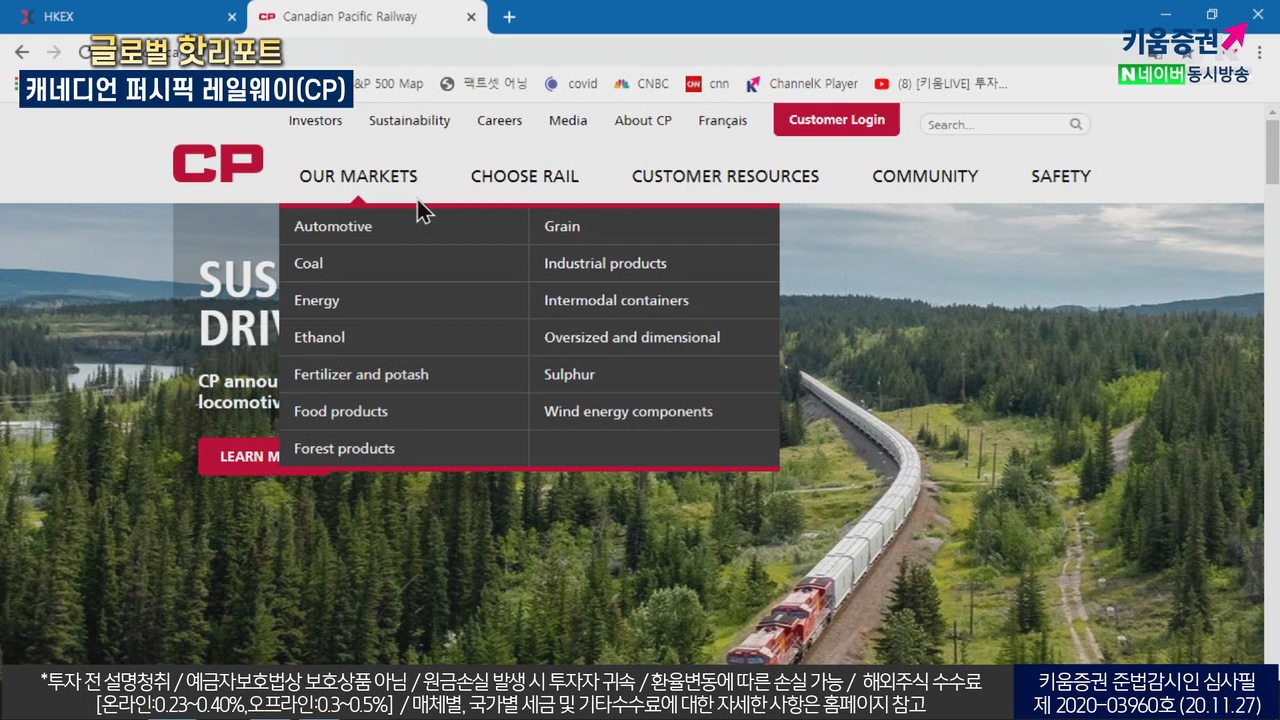 HKEX
CP Canadian Pacific Railway
글로벌 핫리포트
키움증권
캐네디언 퍼시픽 레일웨이(CP)
N 네이버 동시방송
&P 500 Map 팩트셋 어닝 covid CNBC cnn ChannelK Player (8) [키움LIVE] 투자...
Investors Sustainability Careers Media About CP Français Customer Login Search...
CP
OUR MARKETS CHOOSE RAIL CUSTOMER RESOURCES COMMUNITY SAFETY
Automotive Grain
Coal Industrial products
Energy Intermodal containers
Ethanol Oversized and dimensional
Fertilizer and potash Sulphur
Food products Wind energy components
Forest products
SUS
DRIV
CP annou
locomotiv
LEARN M
*투자 전 설명청취 / 예금자보호법상 보호상품 아님 / 원금손실 발생 시 투자자 귀속 / 환율변동에 따른 손실 가능 / 해외주식 수수료
[온라인:0.23~0.40%,오프라인:0.3~0.5%] / 매체별, 국가별 세금 및 기타수수료에 대한 자세한 사항은 홈페이지 참고
키움증권 준법감시인 심사필
제 2020-03960호 (20.11.27)